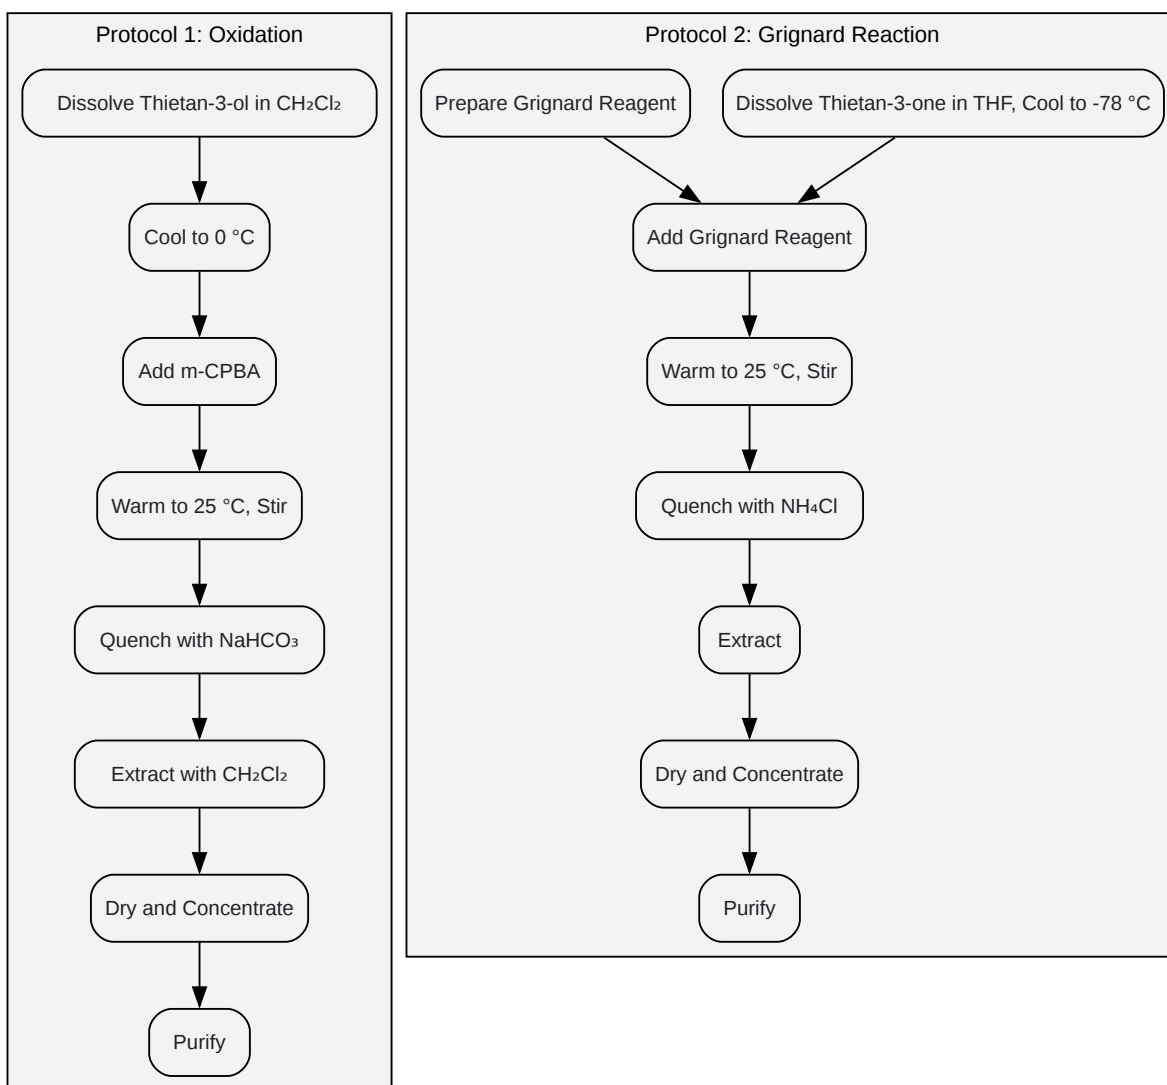 Protocol 1: Oxidation
Dissolve Thietan-3-ol in CH₂Cl₂
Cool to 0 °C
Add m-CPBA
Warm to 25 °C, Stir
Quench with NaHCO₃
Extract with CH₂Cl₂
Dry and Concentrate
Purify
Protocol 2: Grignard Reaction
Prepare Grignard Reagent
Dissolve Thietan-3-one in THF, Cool to -78 °C
Add Grignard Reagent
Warm to 25 °C, Stir
Quench with NH₄Cl
Extract
Dry and Concentrate
Purify